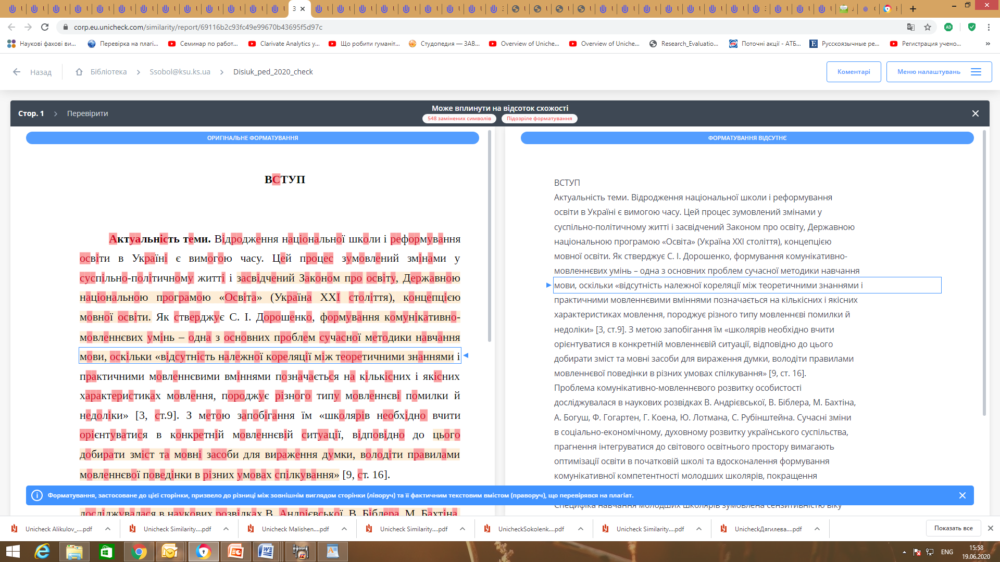 3
corp.eu.unicheck.com/similarity/report/69116b2c93fc49e99670b43695f5d97c
Наукові фахові ви...
Перевірка на плагі...
Семинар по работ...
Clarivate Analytics у...
Що робити гуманіт...
Студопедия — ЗАВ...
Overview of Uniche...
Overview of Uniche...
Research_Evaluatio...
Поточні акції - АТБ...
Русскоязычные ре...
Регистрация учено...
»
Назад
Бібліотека
Ssobol@ksu.ks.ua
Disiuk_ped_2020_check
Коментарі
Меню налаштувань
Стор. 1
Перевірити
Може вплинути на відсоток схожості
548 замінених символів
Підозріле форматування
ОРИГІНАЛЬНЕ ФОРМАТУВАННЯ
ВСТУП
Актуальність теми. Відродження національної школи і реформування
освіти в Україні є вимогою часу. Цей процес зумовлений змінами у
суспільно-політичному житті і засвідчений Законом про освіту, Державною
національною програмою «Освіта» (Україна ХХІ століття), концепцією
мовної освіти. Як стверджує С. І. Дорошенко, формування комунікативно-
мовленнєвих умінь – одна з основних проблем сучасної методики навчання
мови, оскільки «відсутність належної кореляції між теоретичними знаннями і
практичними мовленнєвими вміннями позначається на кількісних і якісних
характеристиках мовлення, породжує різного типу мовленнєві помилки й
недоліки» [3, ст.9]. З метою запобігання їм «школярів необхідно вчити
орієнтуватися в конкретній мовленнєвій ситуації, відповідно до цього
добирати зміст та мовні засоби для вираження думки, володіти правилами
мовленнєвої поведінки в різних умовах спілкування» [9, ст. 16].
досліджувалася в наукових розвідках В. Андрієвської, В. Біблера, М. Бахтіна,
ФОРМАТУВАННЯ ВІДСУТНЄ
ВСТУП
Актуальність теми. Відродження національної школи і реформування
освіти в Україні є вимогою часу. Цей процес зумовлений змінами у
суспільно-політичному житті і засвідчений Законом про освіту, Державною
національною програмою «Освіта» (Україна ХХІ століття), концепцією
мовної освіти. Як стверджує С. І. Дорошенко, формування комунікативно-
мовленнєвих умінь – одна з основних проблем сучасної методики навчання
мови, оскільки «відсутність належної кореляції між теоретичними знаннями і
практичними мовленнєвими вміннями позначається на кількісних і якісних
характеристиках мовлення, породжує різного типу мовленнєві помилки й
недоліки» [3, ст.9]. З метою запобігання їм «школярів необхідно вчити
орієнтуватися в конкретній мовленнєвій ситуації, відповідно до цього
добирати зміст та мовні засоби для вираження думки, володіти правилами
мовленнєвої поведінки в різних умовах спілкування» [9, ст. 16].
Проблема комунікативно-мовленнєвого розвитку особистості
досліджувалася в наукових розвідках В. Андрієвської, В. Біблера, М. Бахтіна,
А. Богуш, Ф. Гогартен, Г. Коена, Ю. Лотмана, С. Рубінштейна. Сучасні зміни
в соціально-економічному, духовному розвитку українського суспільства,
прагнення інтегруватися до світового освітнього простору вимагають
оптимізації освіти в початковій школі та вдосконалення формування
комунікативної компетентності молодших школярів, покращення
Специфіка навчання молодших школярів зумовлена сензитивністю віку
Форматування, застосоване до цієї сторінки, призвело до різниці між зовнішнім виглядом сторінки (ліворуч) та її фактичним текстовим вмістом (праворуч), що перевірявся на плагіат.
Unicheck Alikulov_....pdf
Unicheck Similarity....pdf
Unicheck Malishen....pdf
Unicheck Similarity....pdf
UnicheckSokolenk....pdf
Unicheck Similarity....pdf
UnicheckДягилева....pdf
Показать все
ENG
15:58
19.06.2020